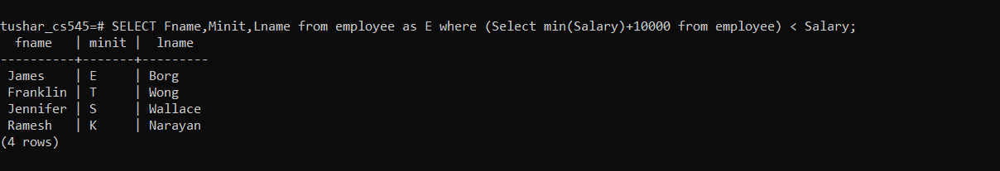 tushar_cs545=# SELECT Fname,Minit,Lname from employee as E where (Select min(Salary)+10000 from employee) < Salary;
  fname   | minit |  lname
----------+-------+---------
 James    | E     | Borg
 Franklin | T     | Wong
 Jennifer | S     | Wallace
 Ramesh   | K     | Narayan
(4 rows)